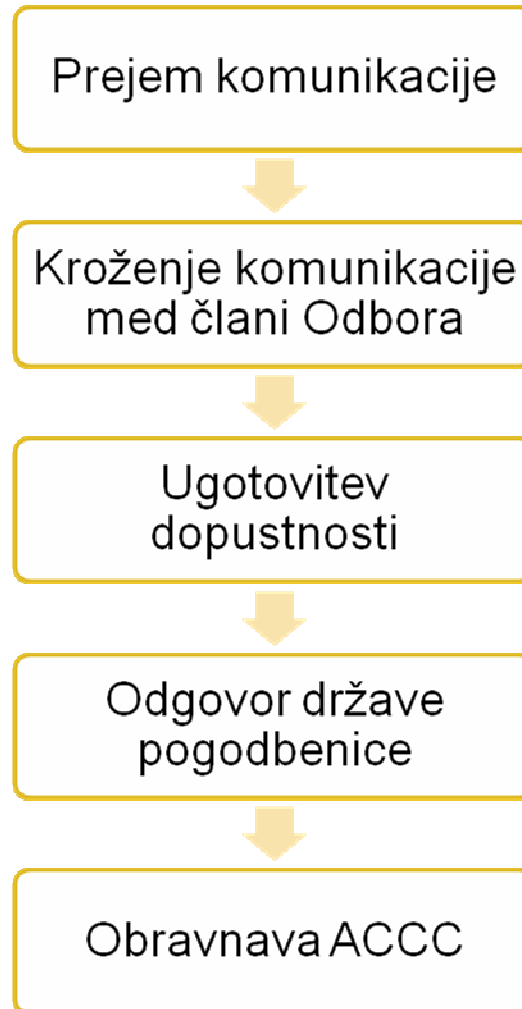 Prejem komunikacije
Kroženje komunikacije
med člani Odbora
Ugotovitev
dopustnosti
Odgovor države
pogodbenice
Obravnava ACCC